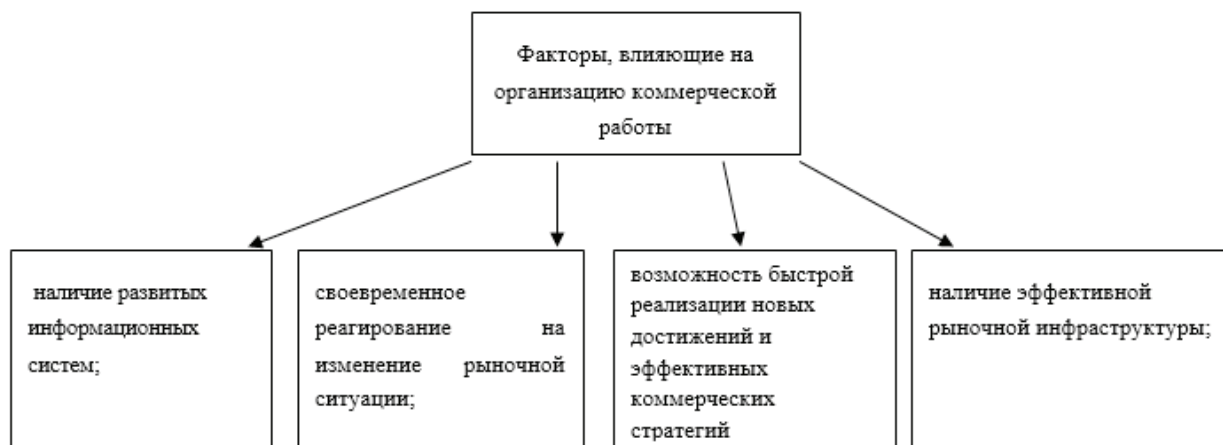 Факторы, влияющие на
организацию коммерческой
работы
наличие развитых
информационных
систем;
своевременное
реагирование на
изменение рыночной
ситуации;
возможность быстрой
реализации новых
достижений и
эффективных
коммерческих
стратегий
наличие эффективной
рыночной инфраструктуры;